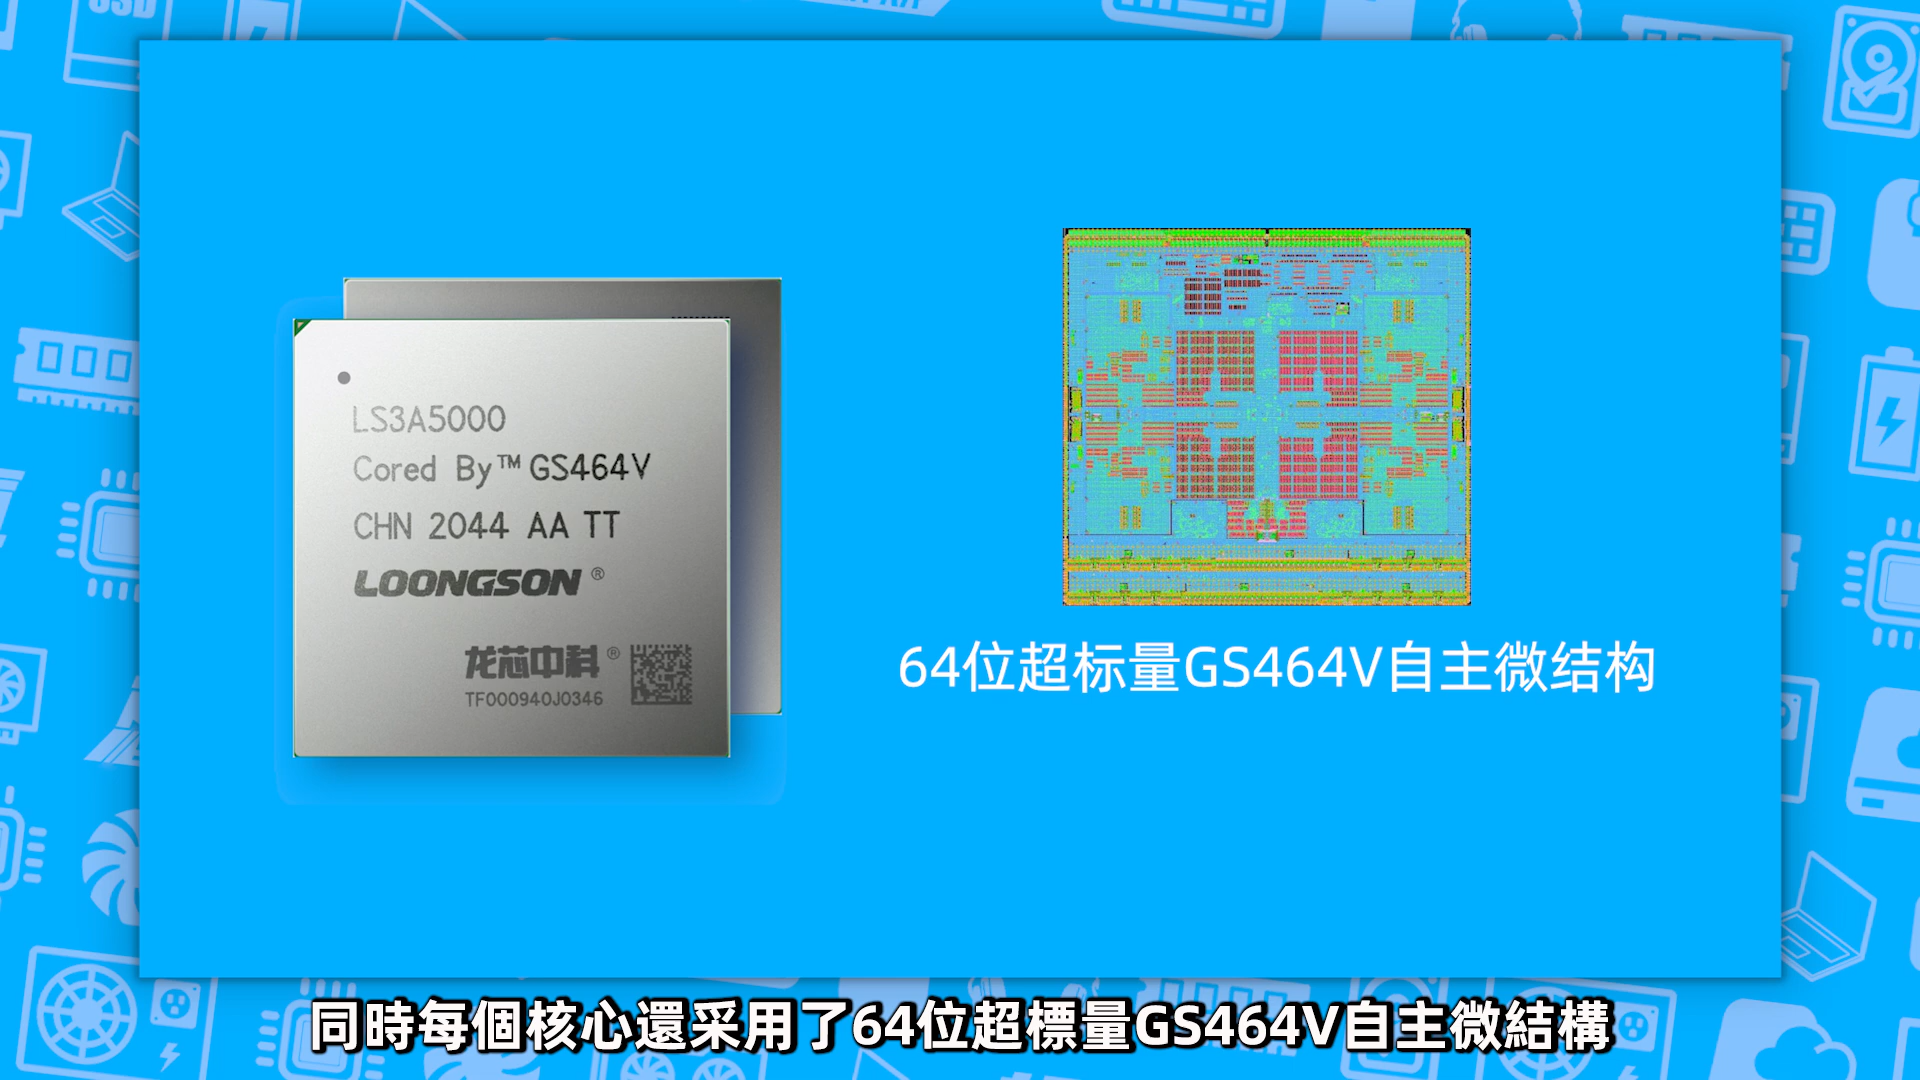 LS3A5000
Cored By™ GS464V
CHN 2044 AA TT
LOONGSON®
龙芯中科®
TF000940J0346
64位超标量GS464V自主微结构
同時每個核心還采用了64位超標量GS464V自主微結構